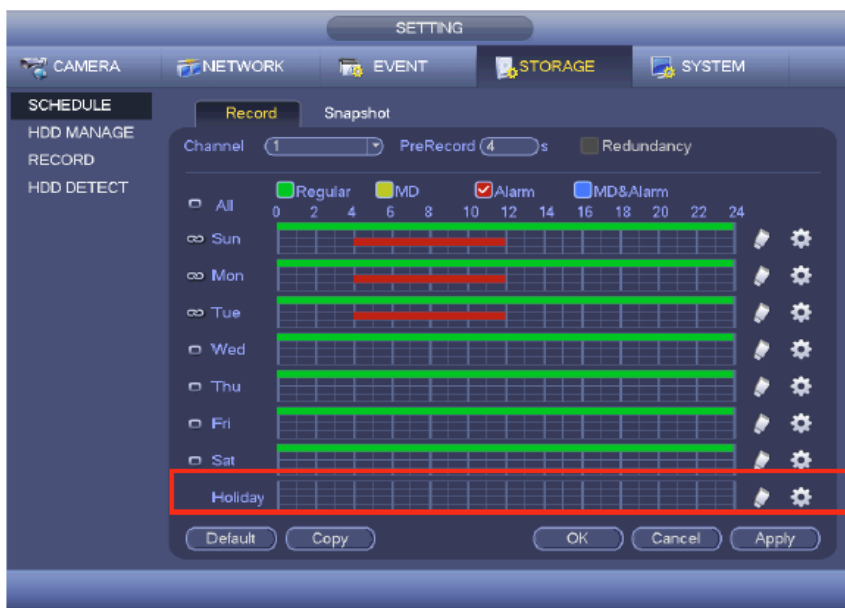 SETTING
CAMERA NETWORK EVENT STORAGE SYSTEM
SCHEDULE
HDD MANAGE
RECORD
HDD DETECT
Record Snapshot
Channel 1 PreRecord 4 s Redundancy
Regular MD Alarm MD&Alarm
All
0 2 4 6 8 10 12 14 16 18 20 22 24
Sun
Mon
Tue
Wed
Thu
Fri
Sat
Holiday
Default Copy OK Cancel Apply